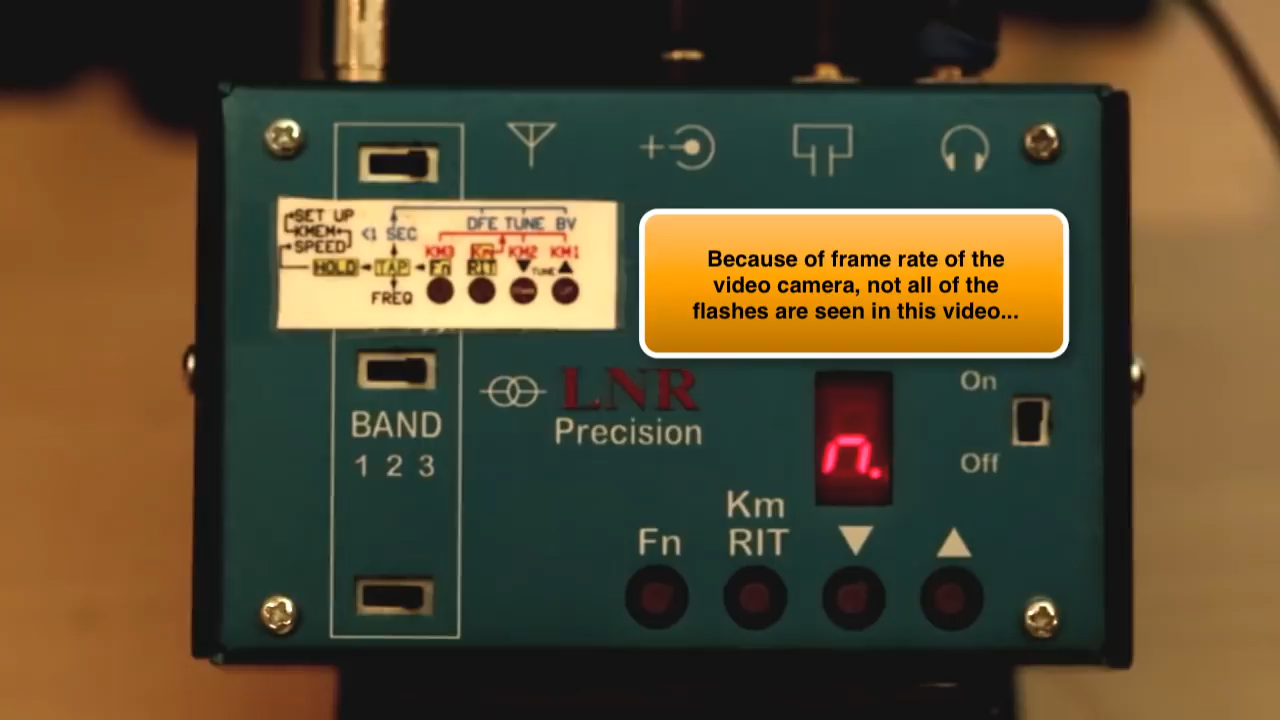 SET UP
KMEM
SPEED
<1 SEC
DFE TUNE BV
KM3 Km KM2 KM1
HOLD TAP Fn RIT TUNE
FREQ
Because of frame rate of the
video camera, not all of the
flashes are seen in this video...
LNR
Precision
On
Off
BAND
1 2 3
n.
Km
Fn RIT